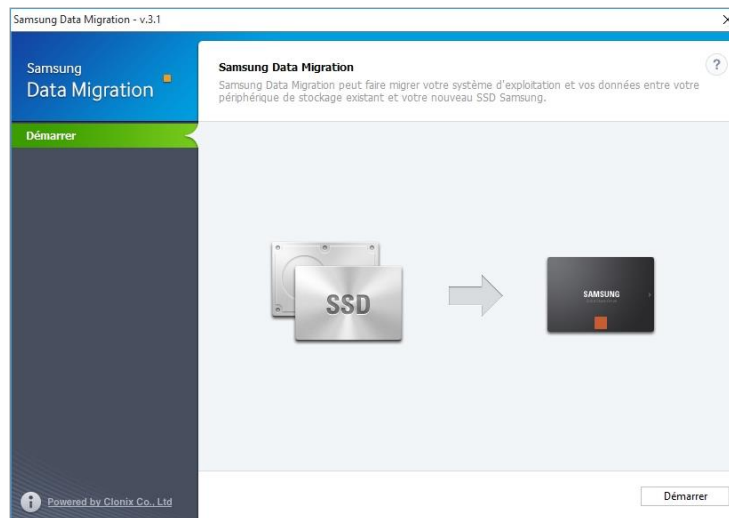 Samsung Data Migration - v.3.1
Samsung
Data Migration
Samsung Data Migration
Samsung Data Migration peut faire migrer votre système d'exploitation et vos données entre votre
périphérique de stockage existant et votre nouveau SSD Samsung.
?
Démarrer
SSD
SAMSUNG
Powered by Clonix Co., Ltd
Démarrer